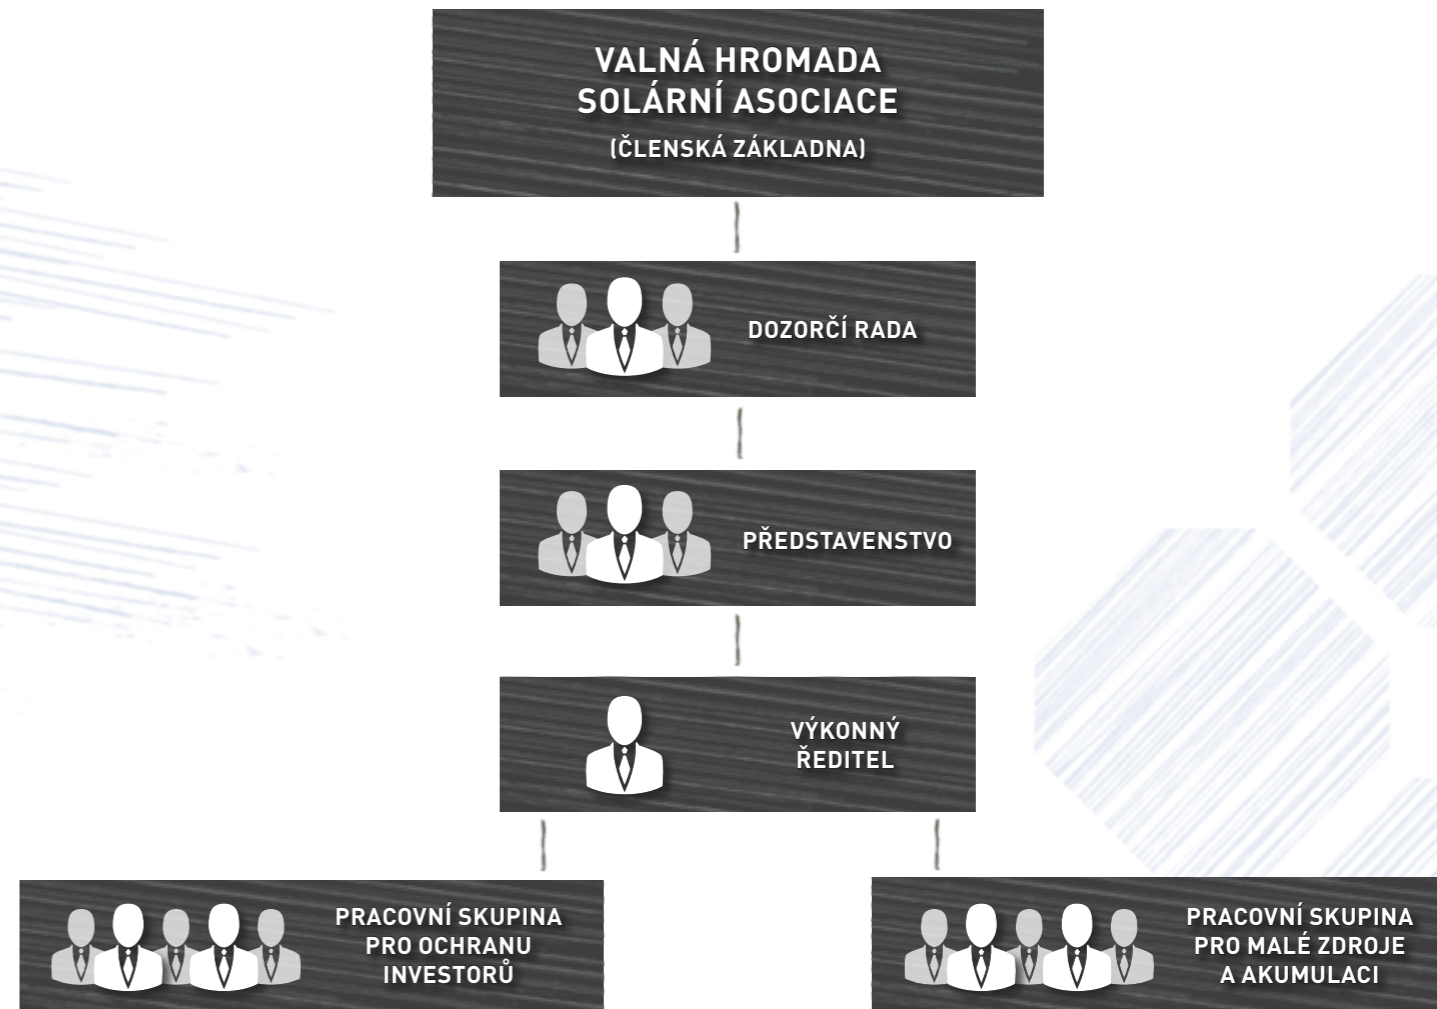 VALNÁ HROMADA
SOLÁRNÍ ASOCIACE
(ČLENSKÁ ZÁKLADNA)
DOZORČÍ RADA
PŘEDSTAVENSTVO
VÝKONNÝ
ŘEDITEL
PRACOVNÍ SKUPINA
PRO OCHRANU
INVESTORŮ
PRACOVNÍ SKUPINA
PRO MALÉ ZDROJE
A AKUMULACI